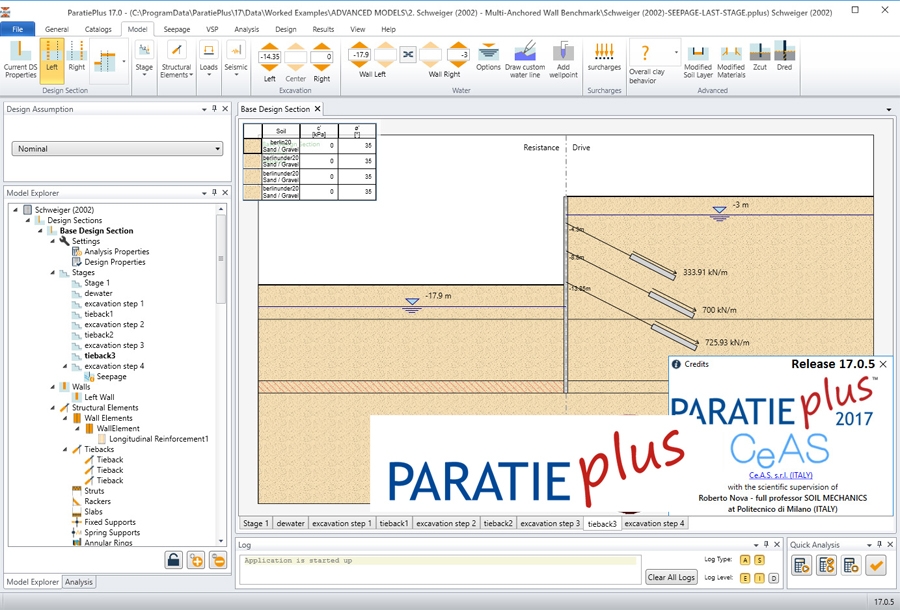 ParatiePlus 17.0 - (C:\ProgramData\ParatiePlus\17\Data\Worked Examples\ADVANCED MODELS\2. Schweiger (2002) - Multi-Anchored Wall Benchmark\Schweiger (2002)-SEEPAGE-LAST-STAGE.pplus) Schweiger (2002)
File General Catalogs Model Seepage VSP Analysis Design Results View Help
Current DS Properties
Left
Right
Design Section
Stage
Structural Elements
Loads
Seismic
-14.35
0
Left Center Right
Excavation
-17.9
-3
Wall Left
Wall Right
Options
Draw custom water line
Add wellpoint
Water
surcharges
Surcharges
?
Overall clay behavior
Modified Soil Layer
Modified Materials
Zcut
Dred
Advanced
Design Assumption
Nominal
Model Explorer
Schweiger (2002)
Design Sections
Base Design Section
Settings
Analysis Properties
Design Properties
Stages
Stage 1
dewater
excavation step 1
tieback1
excavation step 2
tieback2
excavation step 3
tieback3
excavation step 4
Seepage
Walls
Left Wall
Structural Elements
Wall Elements
WallElement
Longitudinal Reinforcement1
Tiebacks
Tieback
Tieback
Tieback
Struts
Rackers
Slabs
Fixed Supports
Spring Supports
Annular Rings
Model Explorer Analysis
Base Design Section
Soil c' [kPa] ø' [°]
berlin20 Sand / Gravel 0 35
berlinunder20 Sand / Gravel 0 35
berlinunder20 Sand / Gravel 0 35
berlinunder20 Sand / Gravel 0 35
Resistance Drive
-3 m
-17.9 m
333.91 kN/m
700 kN/m
725.93 kN/m
Credits
Release 17.0.5
PARATIE plus ™
2017
CeAS
Ce.A.S. s.r.l. (ITALY)
with the scientific supervision of
Roberto Nova - full professor SOIL MECHANICS
at Politecnico di Milano (ITALY)
PARATIE plus
Stage 1 dewater excavation step 1 tieback1 excavation step 2 tieback2 excavation step 3 tieback3 excavation step 4
Log
Application is started up
Clear All Logs
Log Type: A S
Log Level: E I D
Quick Analysis
17.0.5